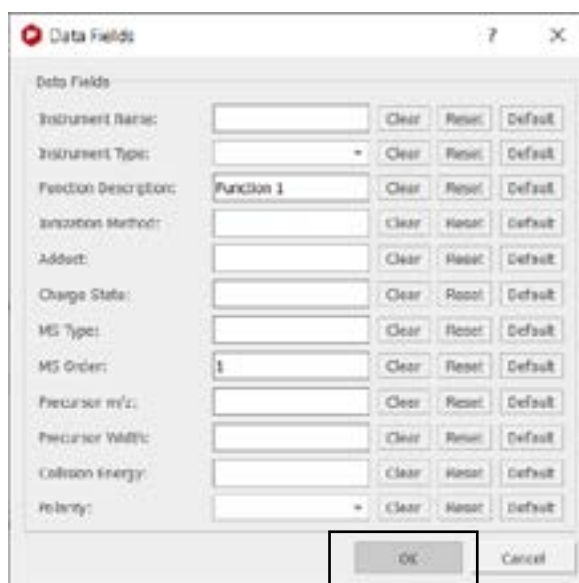 Data Fields ?
Data Fields
Instrument Name: Clear Reset Default
Instrument Type: Clear Reset Default
Function Description: Function 1 Clear Reset Default
Ionization Method: Clear Reset Default
Adduct: Clear Reset Default
Charge State: Clear Reset Default
MS Type: Clear Reset Default
MS Order: 1 Clear Reset Default
Precursor m/z: Clear Reset Default
Precursor Width: Clear Reset Default
Collision Energy: Clear Reset Default
Polarity: Clear Reset Default
OK Cancel